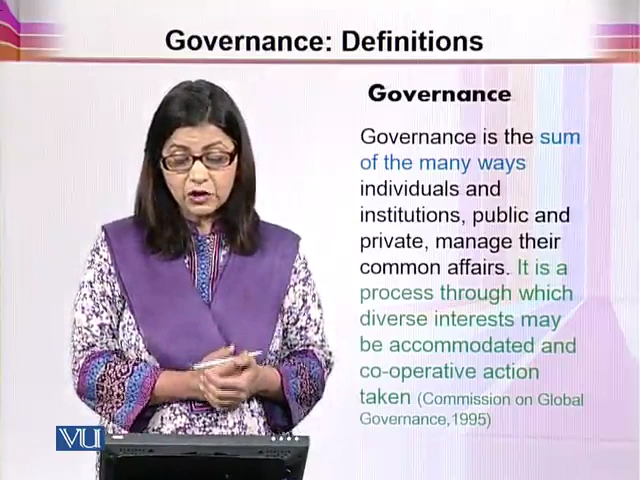 Governance: Definitions
Governance
Governance is the sum
of the many ways
individuals and
institutions, public and
private, manage their
common affairs. It is a
process through which
diverse interests may
be accommodated and
co-operative action
taken (Commission on Global
Governance,1995)
VU